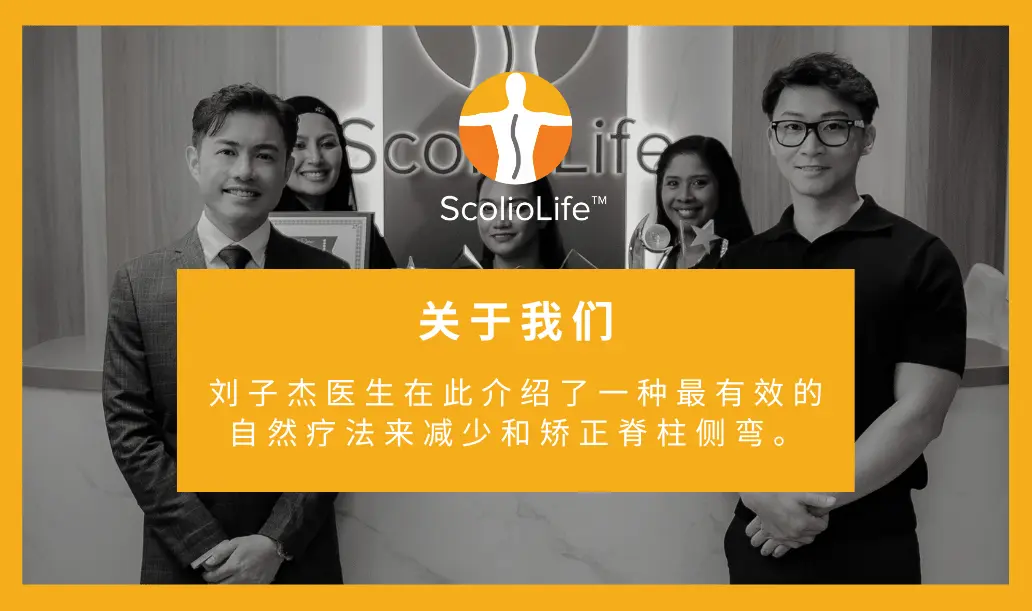 ScolioLife
ScolioLife™
关于我们
刘子杰医生在此介绍了一种最有效的
自然疗法来减少和矫正脊柱侧弯。